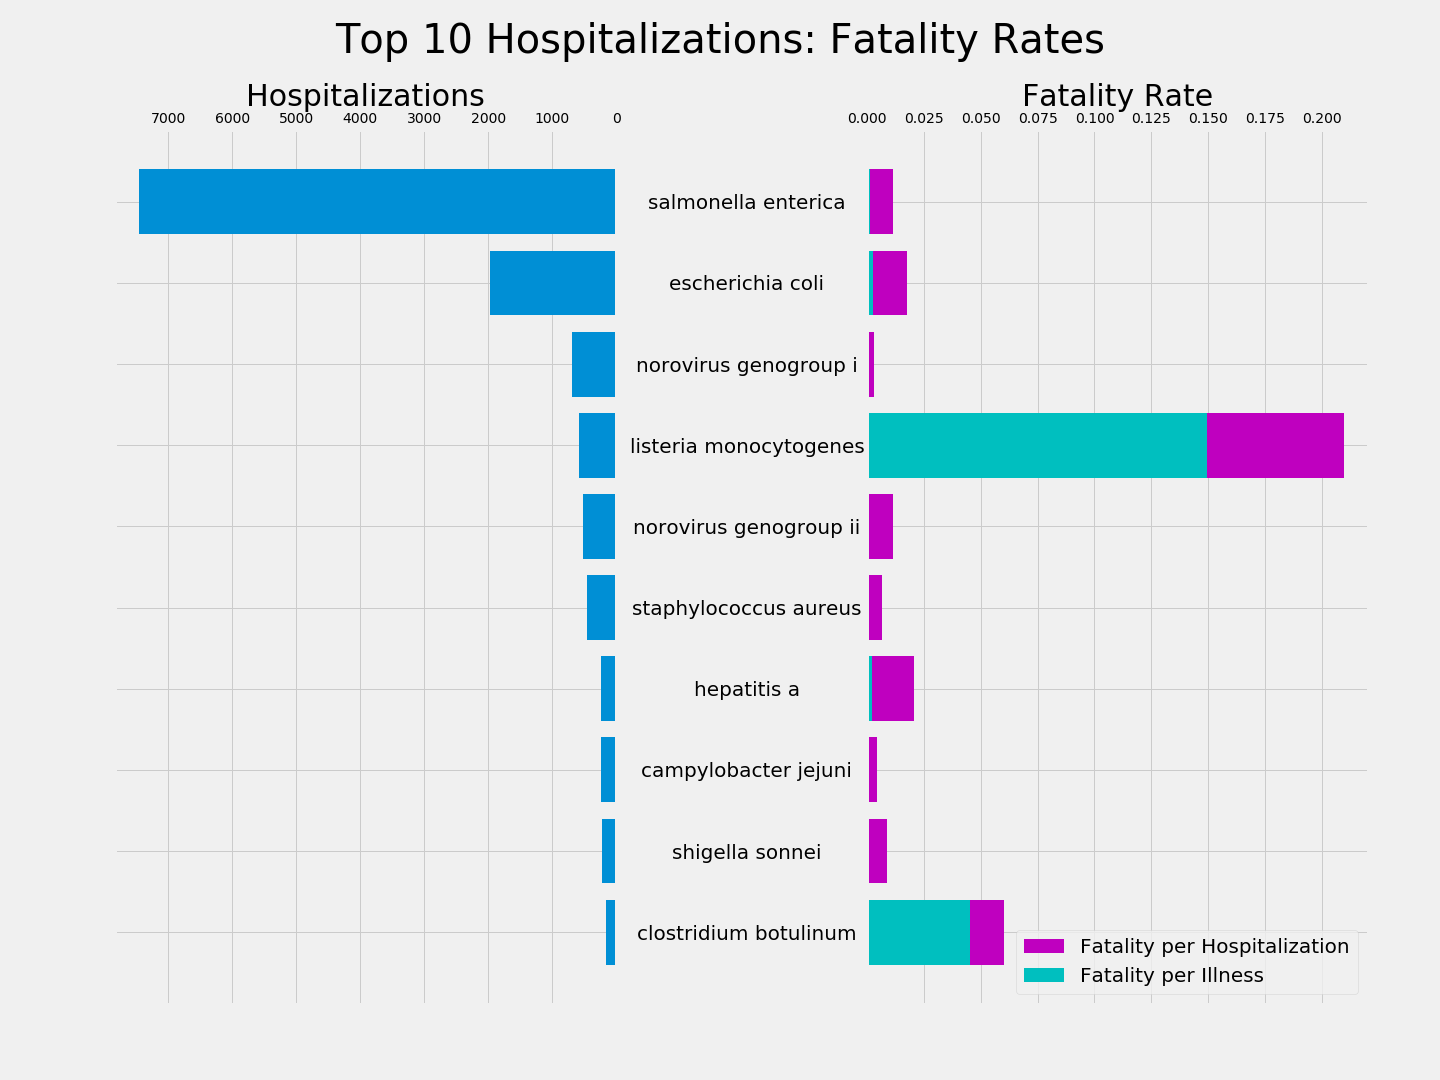 Top 10 Hospitalizations: Fatality Rates
Hospitalizations
Fatality Rate
7000 6000 5000 4000 3000 2000 1000 0
0.000 0.025 0.050 0.075 0.100 0.125 0.150 0.175 0.200
salmonella enterica
escherichia coli
norovirus genogroup i
listeria monocytogenes
norovirus genogroup ii
staphylococcus aureus
hepatitis a
campylobacter jejuni
shigella sonnei
clostridium botulinum
Fatality per Hospitalization
Fatality per Illness